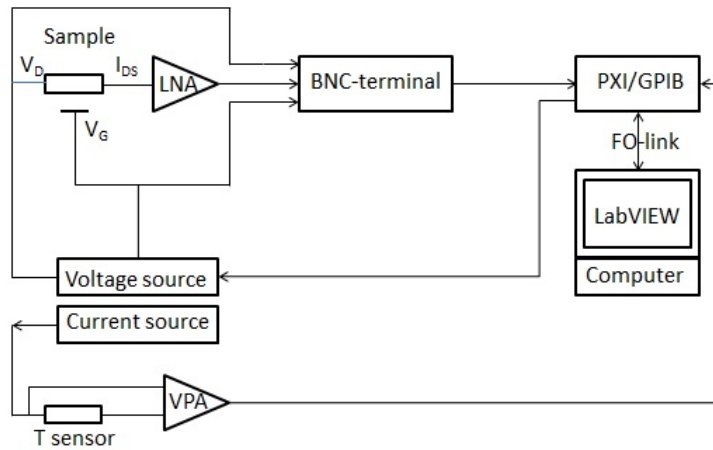 Sample
V_D
I_DS
LNA
V_G
BNC-terminal
PXI/GPIB
FO-link
LabVIEW
Computer
Voltage source
Current source
VPA
T sensor